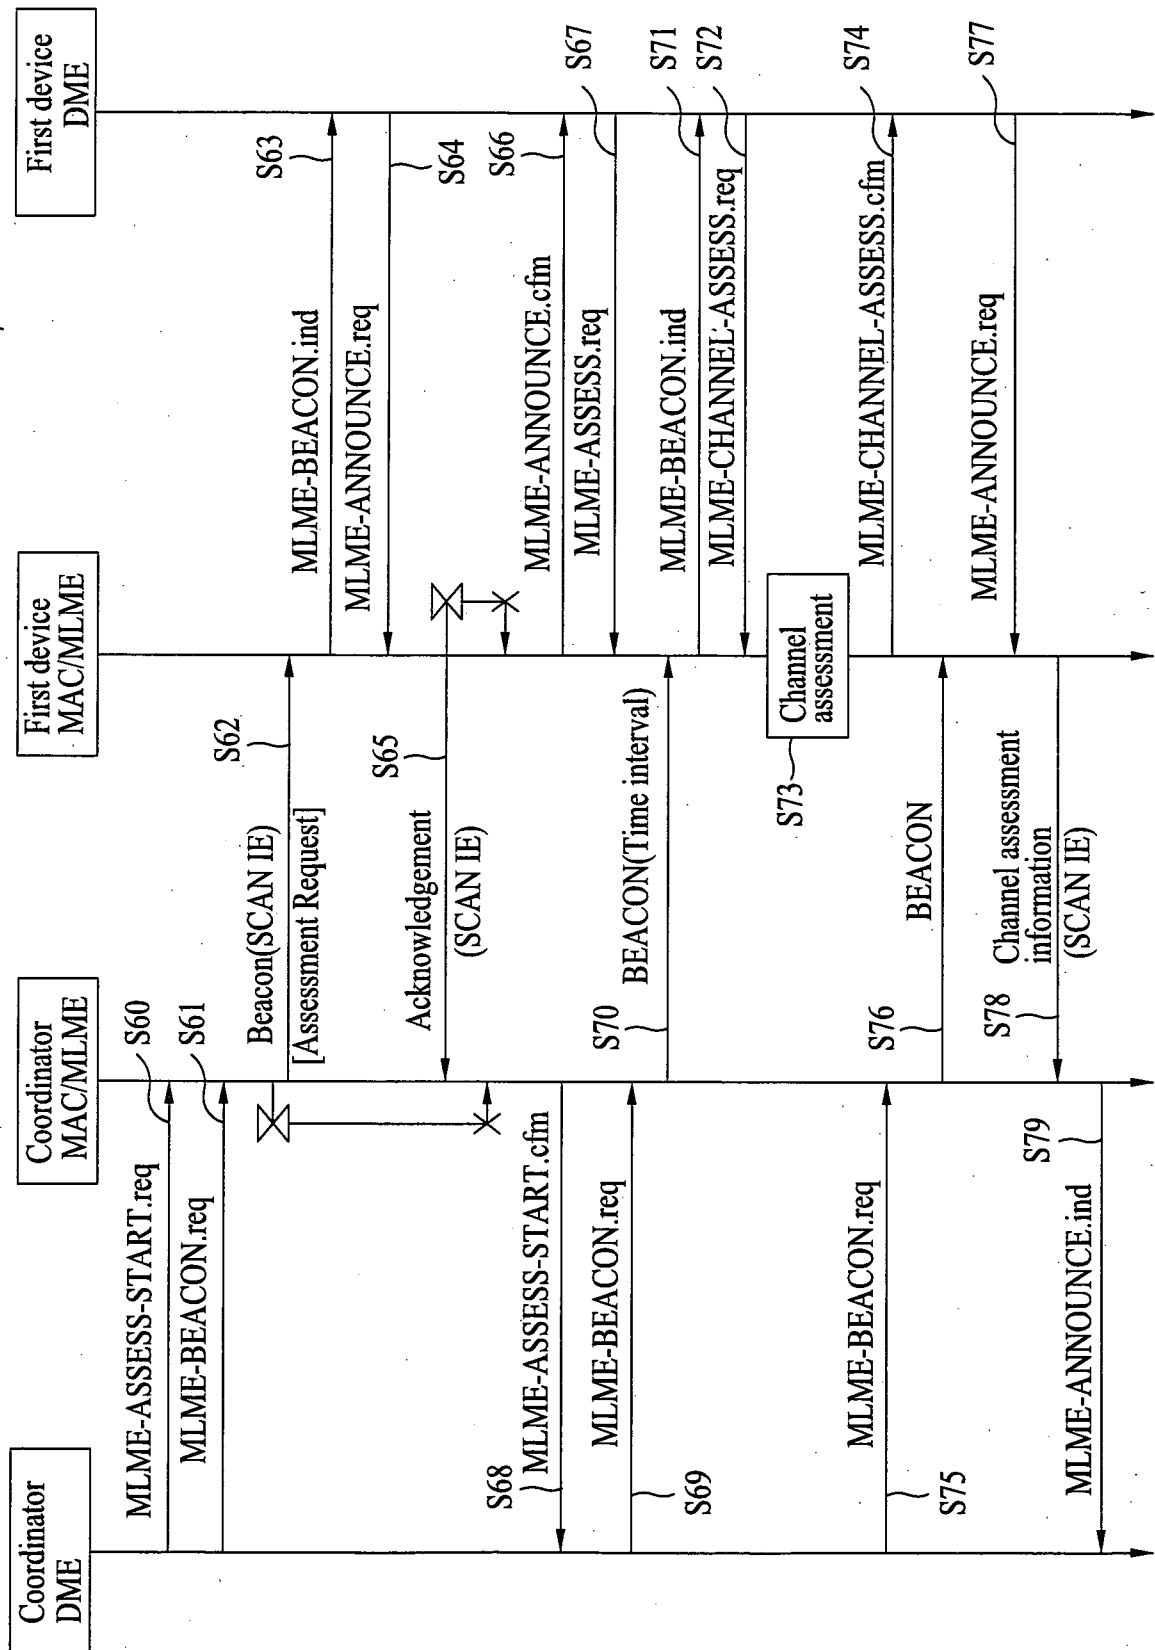 Coordinator
DME
Coordinator
MAC/MLME
First device
MAC/MLME
First device
DME
MLME-ASSESS-START.req
S60
MLME-BEACON.req
S61
Beacon(SCAN IE)
[Assessment Request]
S62
MLME-BEACON.ind
S63
MLME-ANNOUNCE.req
S64
Acknowledgement
(SCAN IE)
S65
MLME-ANNOUNCE.cfm
S66
MLME-ASSESS.req
S67
S68
MLME-ASSESS-START.cfm
MLME-BEACON.req
S69
S70
BEACON(Time interval)
MLME-BEACON.ind
S71
MLME-CHANNEL-ASSESS.req
S72
Channel
assessment
S73
MLME-CHANNEL-ASSESS.cfm
S74
MLME-BEACON.req
S75
BEACON
S76
MLME-ANNOUNCE.req
S77
Channel assessment
information
(SCAN IE)
S78
MLME-ANNOUNCE.ind
S79